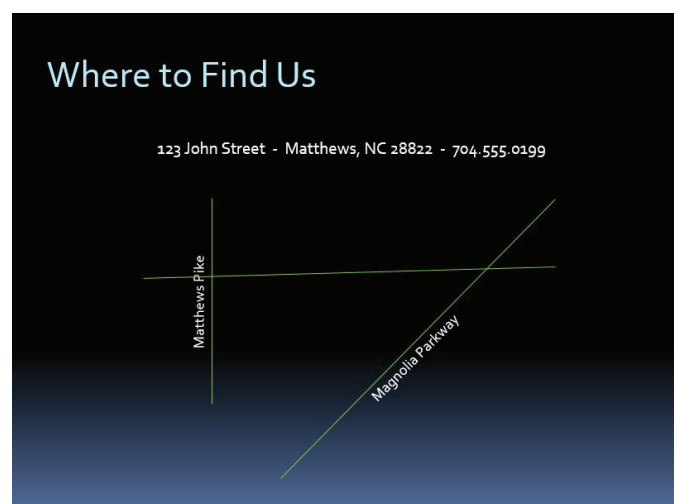 Where to Find Us
123 John Street - Matthews, NC 28822 - 704.555.0199
Matthews Pike
Magnolia Parkway